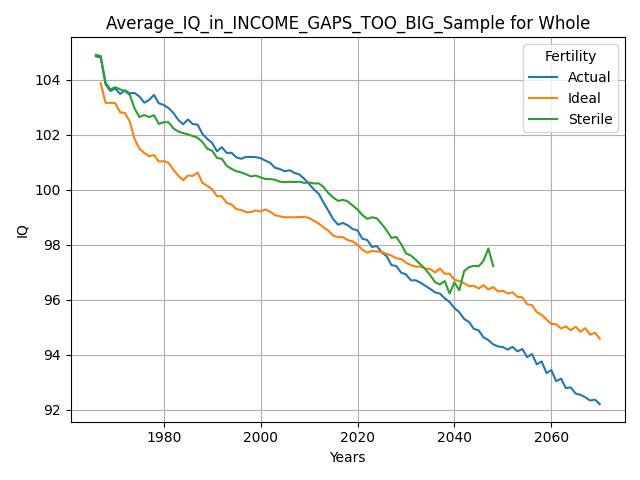 Average_IQ_in_INCOME_GAPS_TOO_BIG_Sample for Whole
Fertility
Actual
Ideal
Sterile
IQ
104
102
100
98
96
94
92
1980
2000
2020
2040
2060
Years